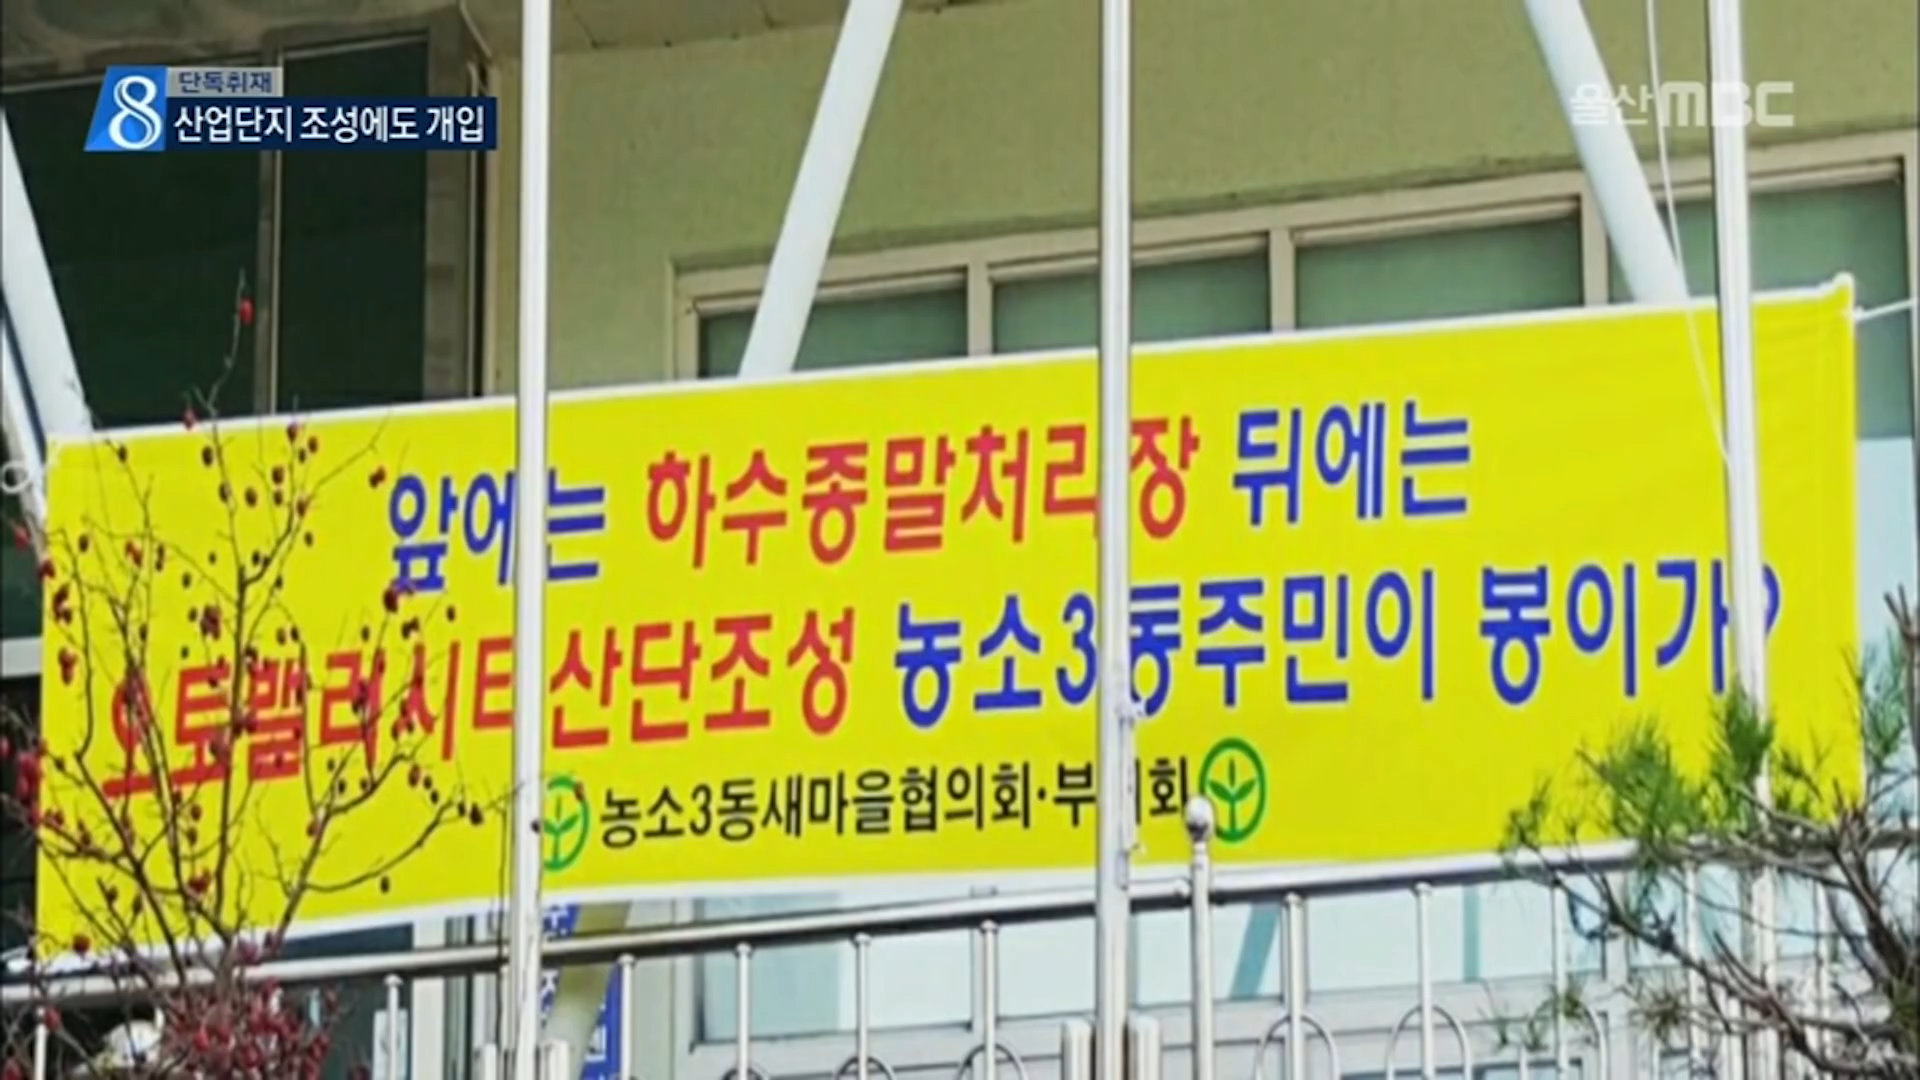 단독취재
8 산업단지 조성에도 개입
울산MBC
앞에는 하수종말처리장 뒤에는
오토밸리시티산단조성 농소3동주민이 봉이가?
농소3동새마을협의회·부녀회